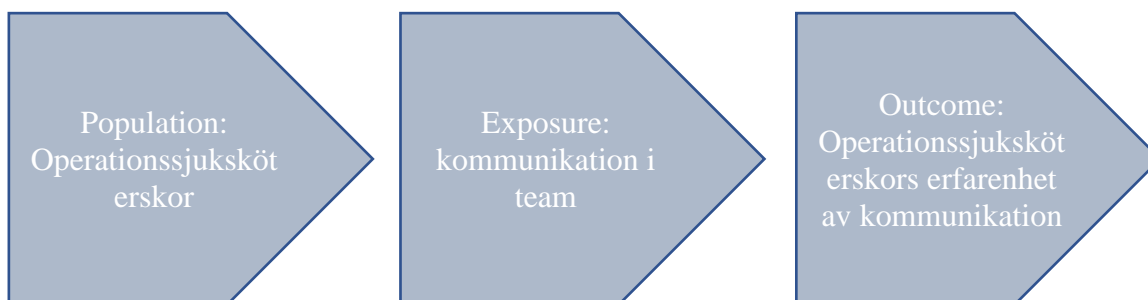 Population:
Operationssjuksköt
erskor
Exposure:
kommunikation i
team
Outcome:
Operationssjuksköt
erskors erfarenhet
av kommunikation